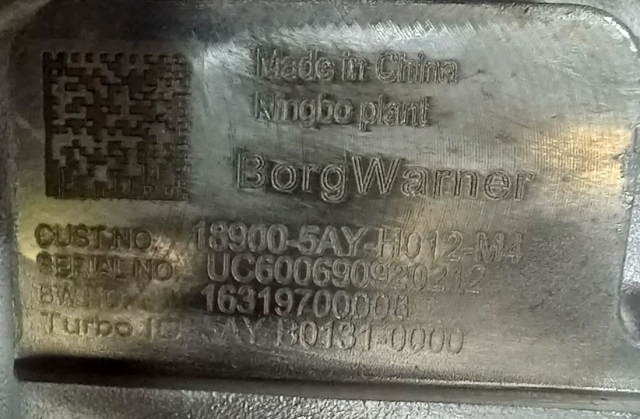 Made in China
Ningbo plant
BorgWarner
CUST.NO. 18900-5AY-H012-M4
SERIAL NO. UC600690920212
BW NO. 16319700008
Turbo 5AY-B0131-0000